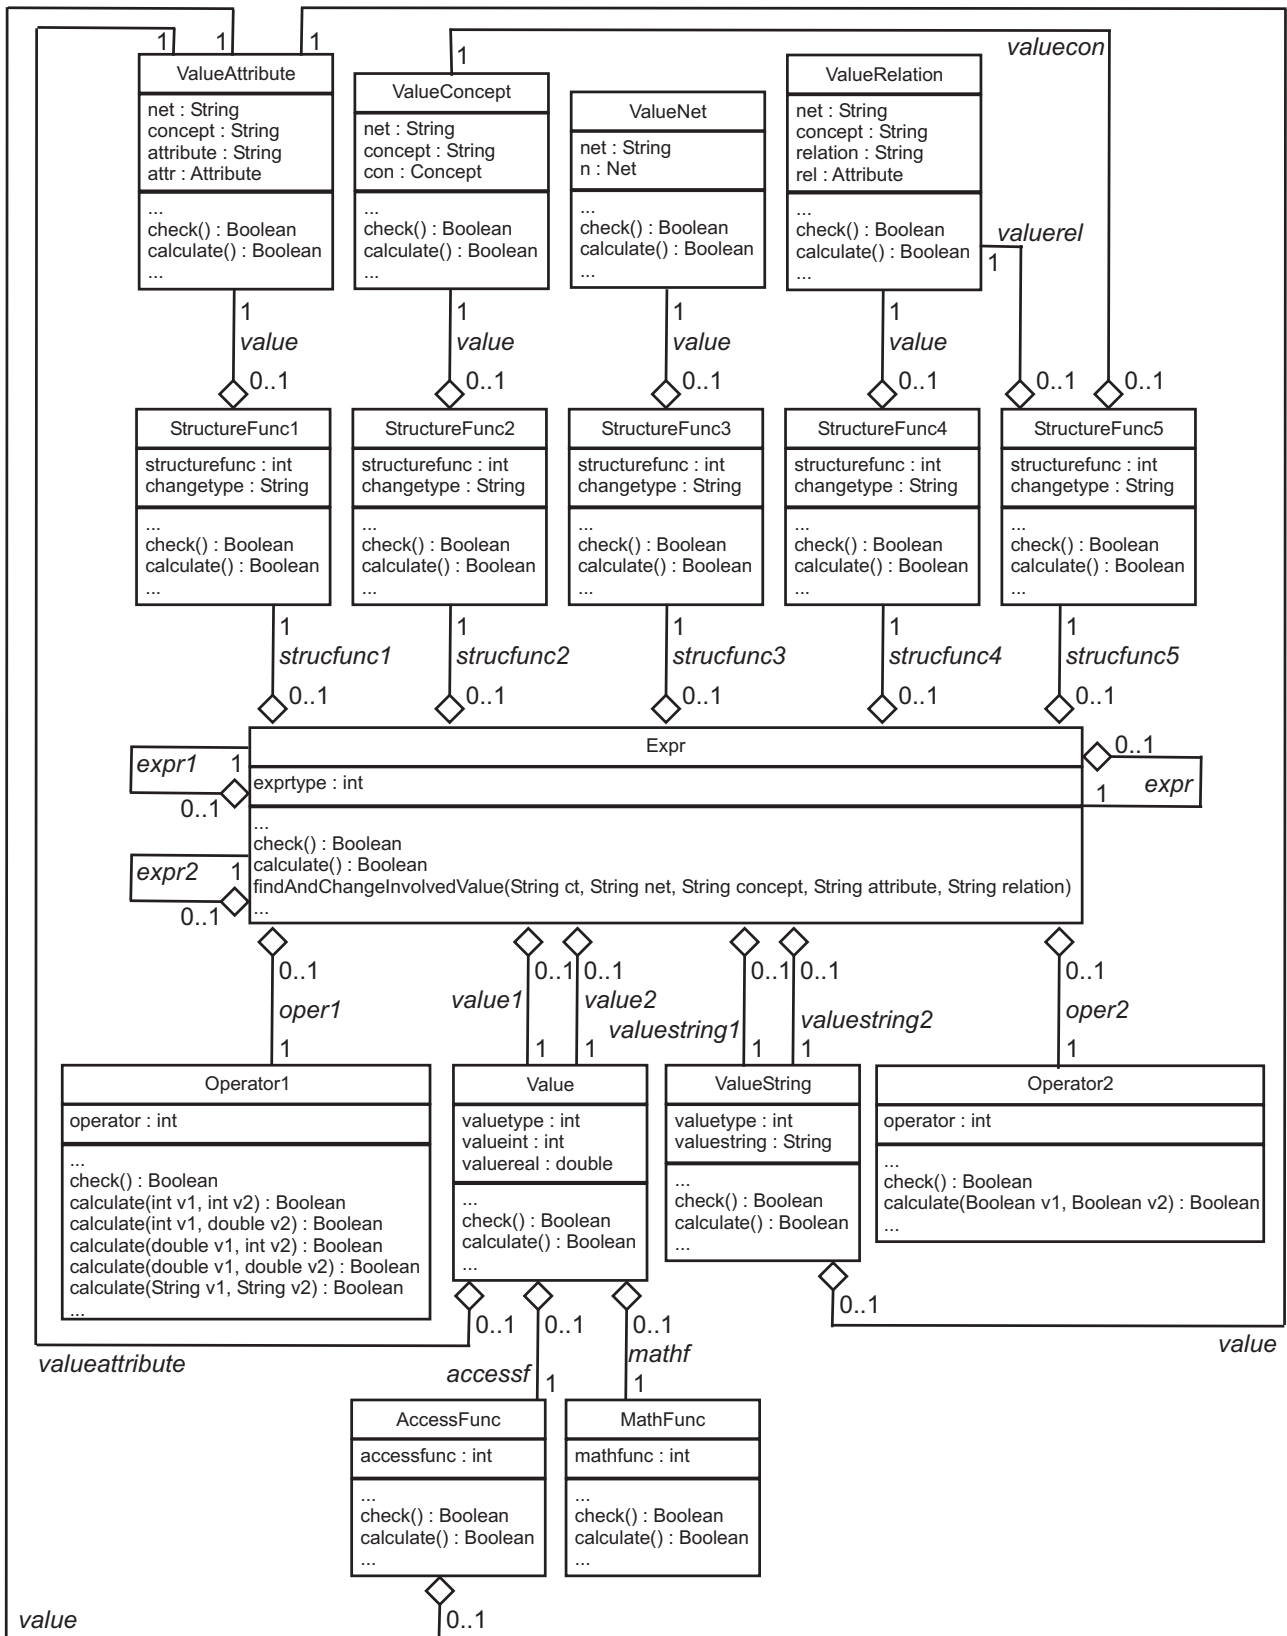 1
1
1
valuecon
1
ValueAttribute
net : String
concept : String
attribute : String
attr : Attribute
...
check() : Boolean
calculate() : Boolean
...
ValueConcept
net : String
concept : String
con : Concept
...
check() : Boolean
calculate() : Boolean
...
ValueNet
net : String
n : Net
...
check() : Boolean
calculate() : Boolean
...
ValueRelation
net : String
concept : String
relation : String
rel : Attribute
...
check() : Boolean
calculate() : Boolean
...
valuerel
1
1
value
0..1
1
value
0..1
1
value
0..1
1
value
0..1
0..1
0..1
StructureFunc1
structurefunc : int
changetype : String
...
check() : Boolean
calculate() : Boolean
...
StructureFunc2
structurefunc : int
changetype : String
...
check() : Boolean
calculate() : Boolean
...
StructureFunc3
structurefunc : int
changetype : String
...
check() : Boolean
calculate() : Boolean
...
StructureFunc4
structurefunc : int
changetype : String
...
check() : Boolean
calculate() : Boolean
...
StructureFunc5
structurefunc : int
changetype : String
...
check() : Boolean
calculate() : Boolean
...
1
strucfunc1
0..1
1
strucfunc2
0..1
1
strucfunc3
0..1
1
strucfunc4
0..1
1
strucfunc5
0..1
expr1
1
0..1
expr2
1
0..1
Expr
exprtype : int
...
check() : Boolean
calculate() : Boolean
findAndChangeInvolvedValue(String ct, String net, String concept, String attribute, String relation)
...
0..1
1
expr
0..1
oper1
1
0..1
value1
1
0..1
value2
1
0..1
valuestring1
1
0..1
valuestring2
1
0..1
oper2
1
Operator1
operator : int
...
check() : Boolean
calculate(int v1, int v2) : Boolean
calculate(int v1, double v2) : Boolean
calculate(double v1, int v2) : Boolean
calculate(double v1, double v2) : Boolean
calculate(String v1, String v2) : Boolean
...
Value
valuetype : int
valueint : int
valuereal : double
...
check() : Boolean
calculate() : Boolean
...
ValueString
valuetype : int
valuestring : String
...
check() : Boolean
calculate() : Boolean
...
Operator2
operator : int
...
check() : Boolean
calculate(Boolean v1, Boolean v2) : Boolean
...
0..1
value
valueattribute
0..1
0..1
accessf
1
0..1
mathf
1
AccessFunc
accessfunc : int
...
check() : Boolean
calculate() : Boolean
...
MathFunc
mathfunc : int
...
check() : Boolean
calculate() : Boolean
...
value
0..1